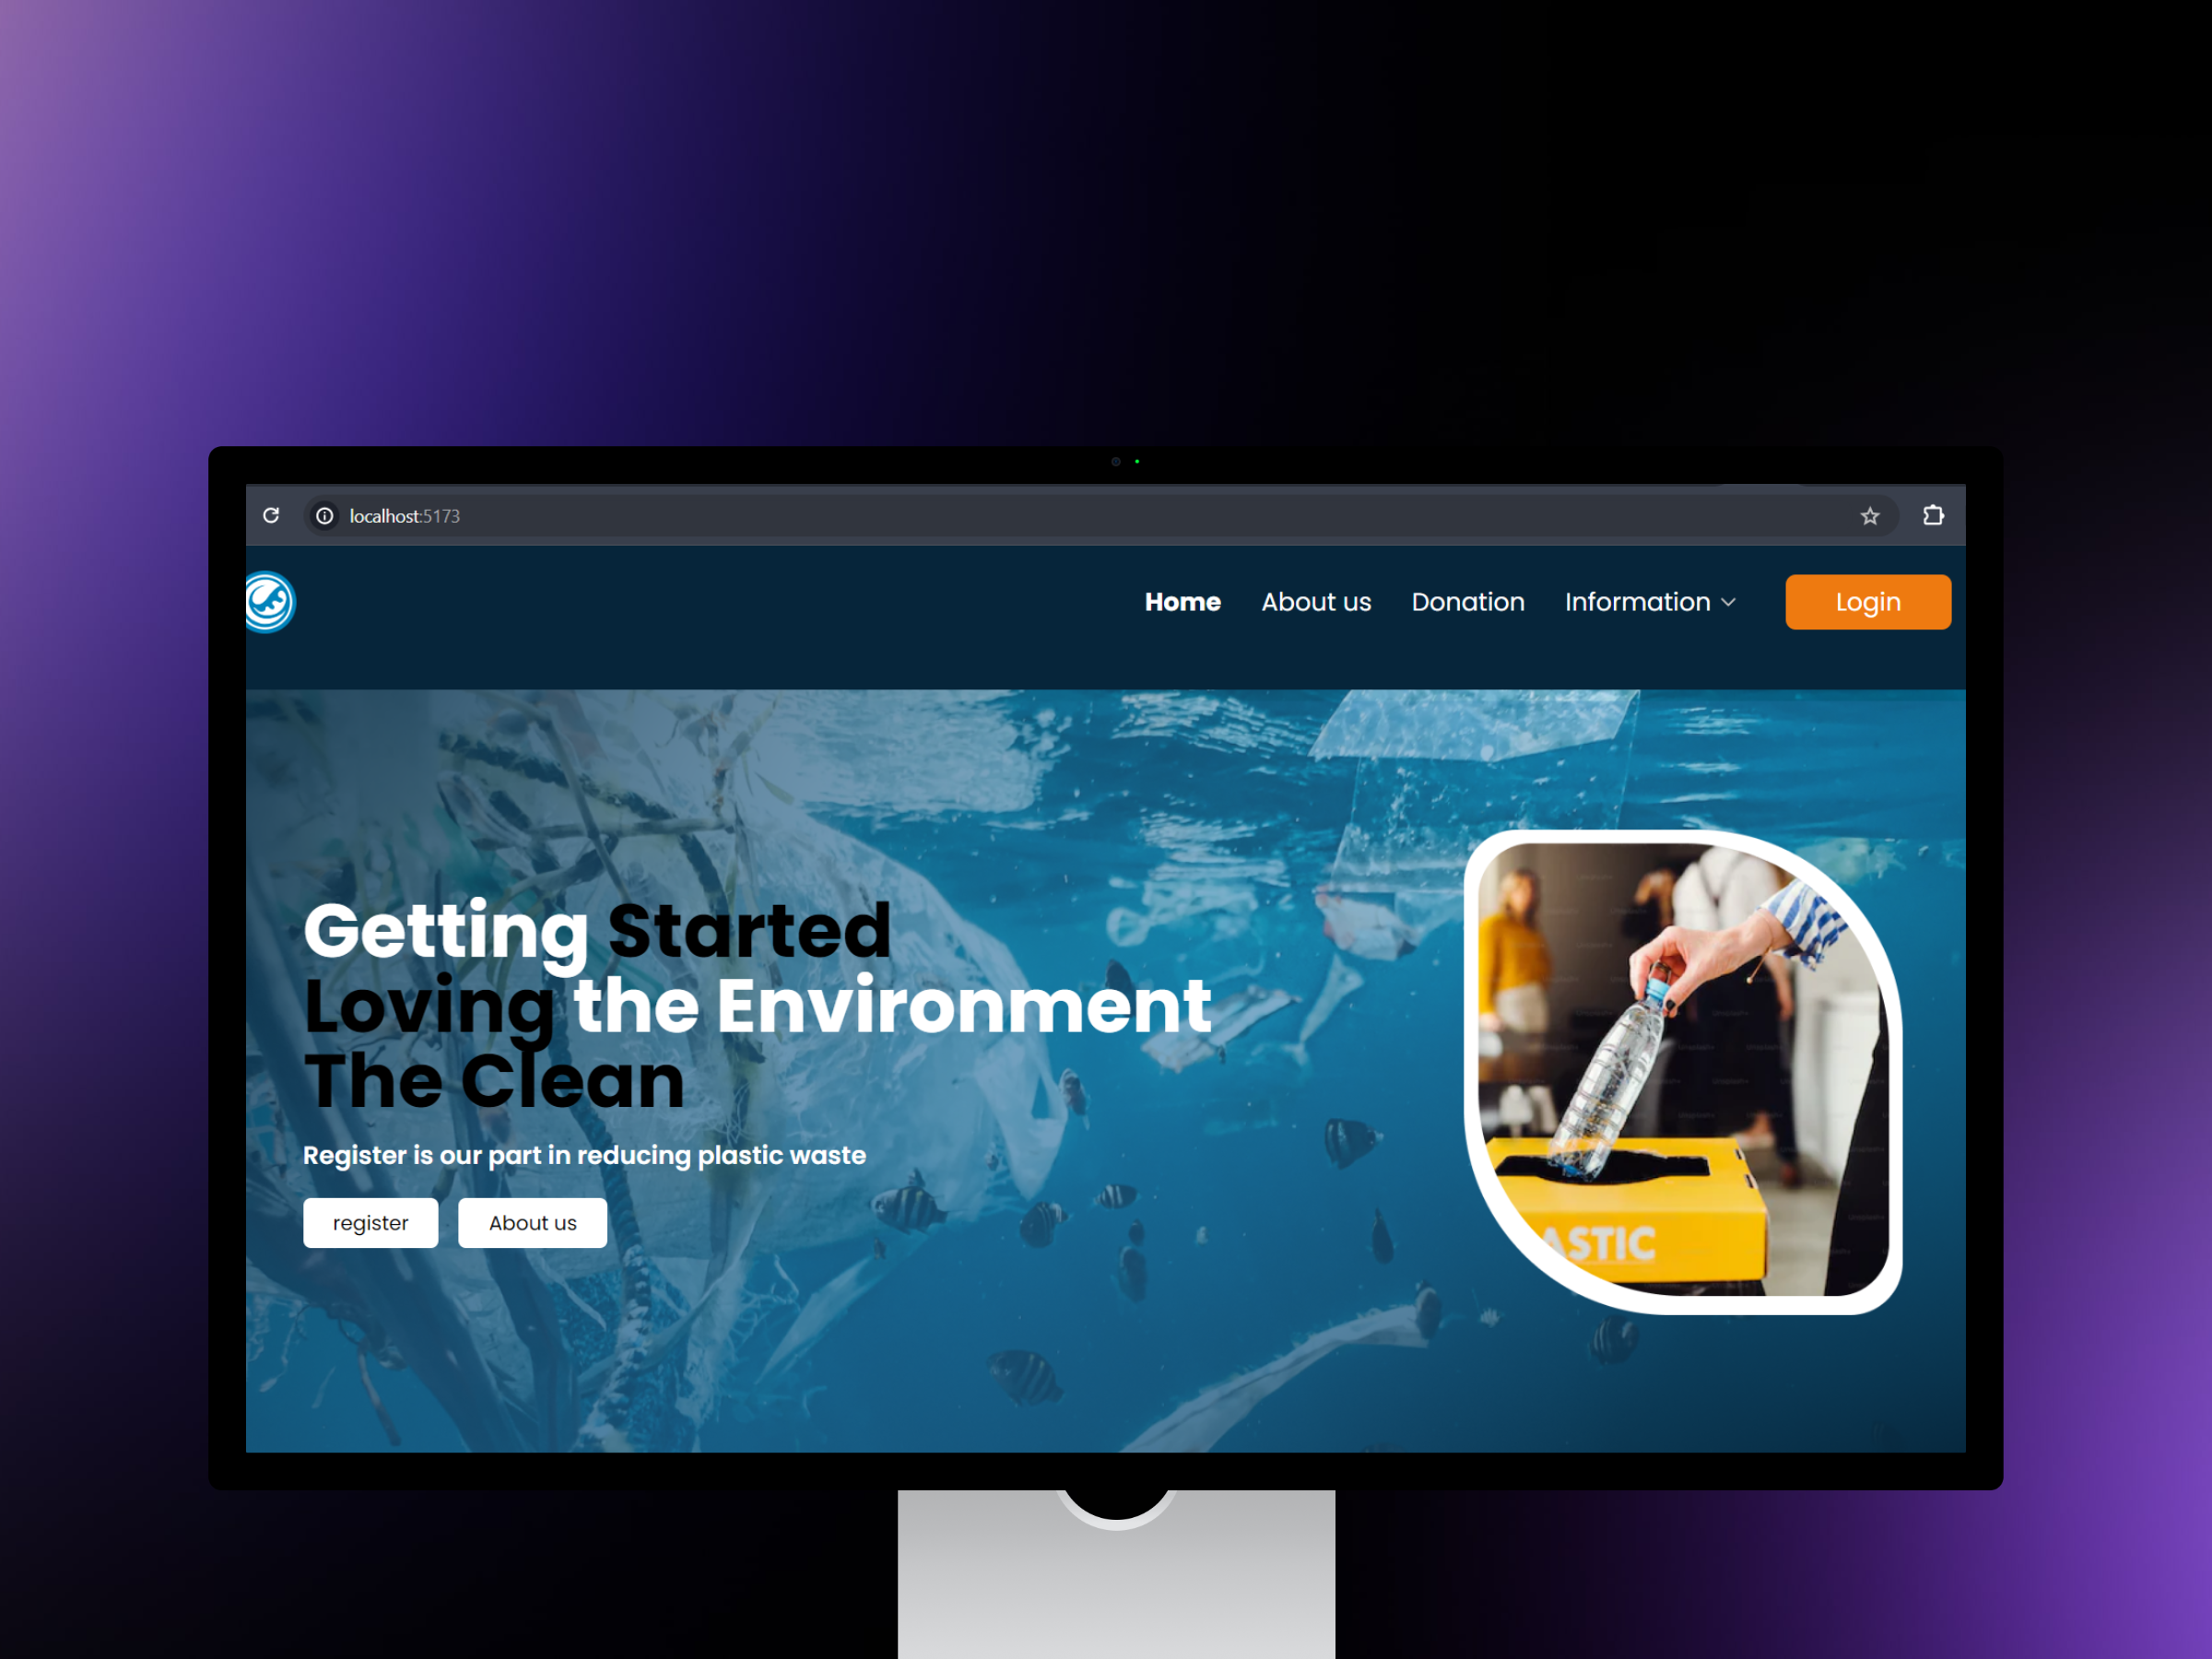 localhost:5173
Home About us Donation Information Login
Getting Started
Loving the Environment
The Clean
Register is our part in reducing plastic waste
register About us
ASTIC